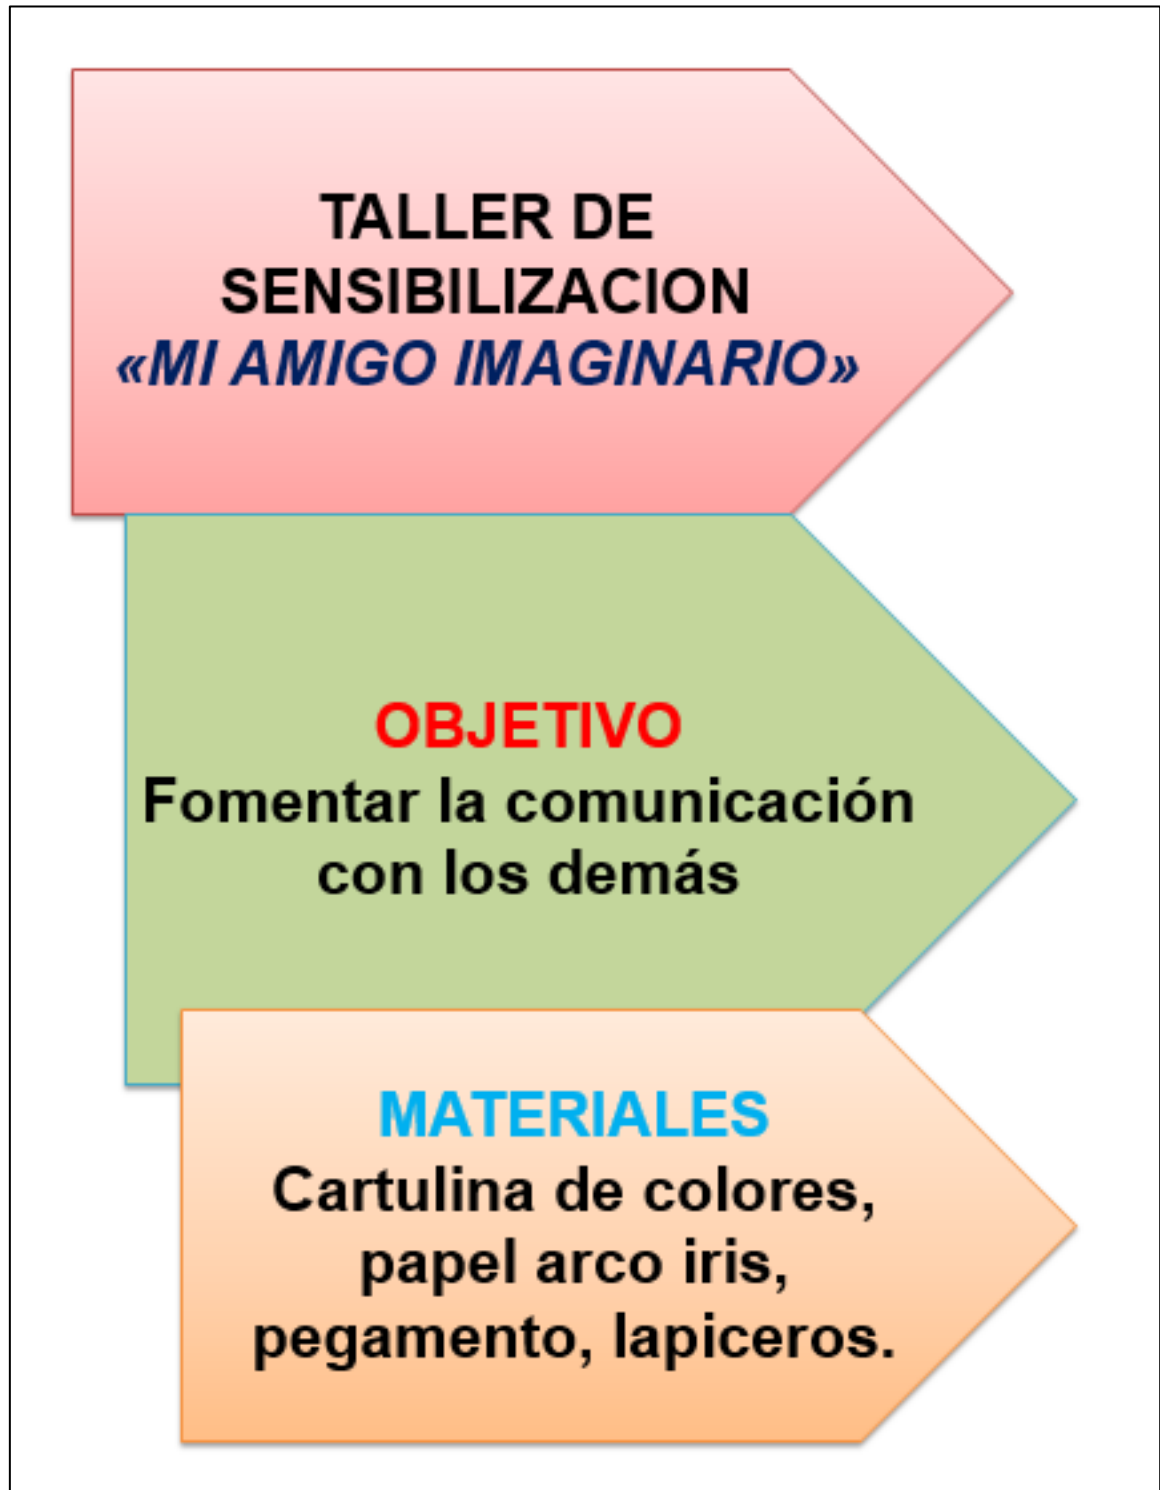 TALLER DE
SENSIBILIZACION
«MI AMIGO IMAGINARIO»
OBJETIVO
Fomentar la comunicación
con los demás
MATERIALES
Cartulina de colores,
papel arco iris,
pegamento, lapiceros.